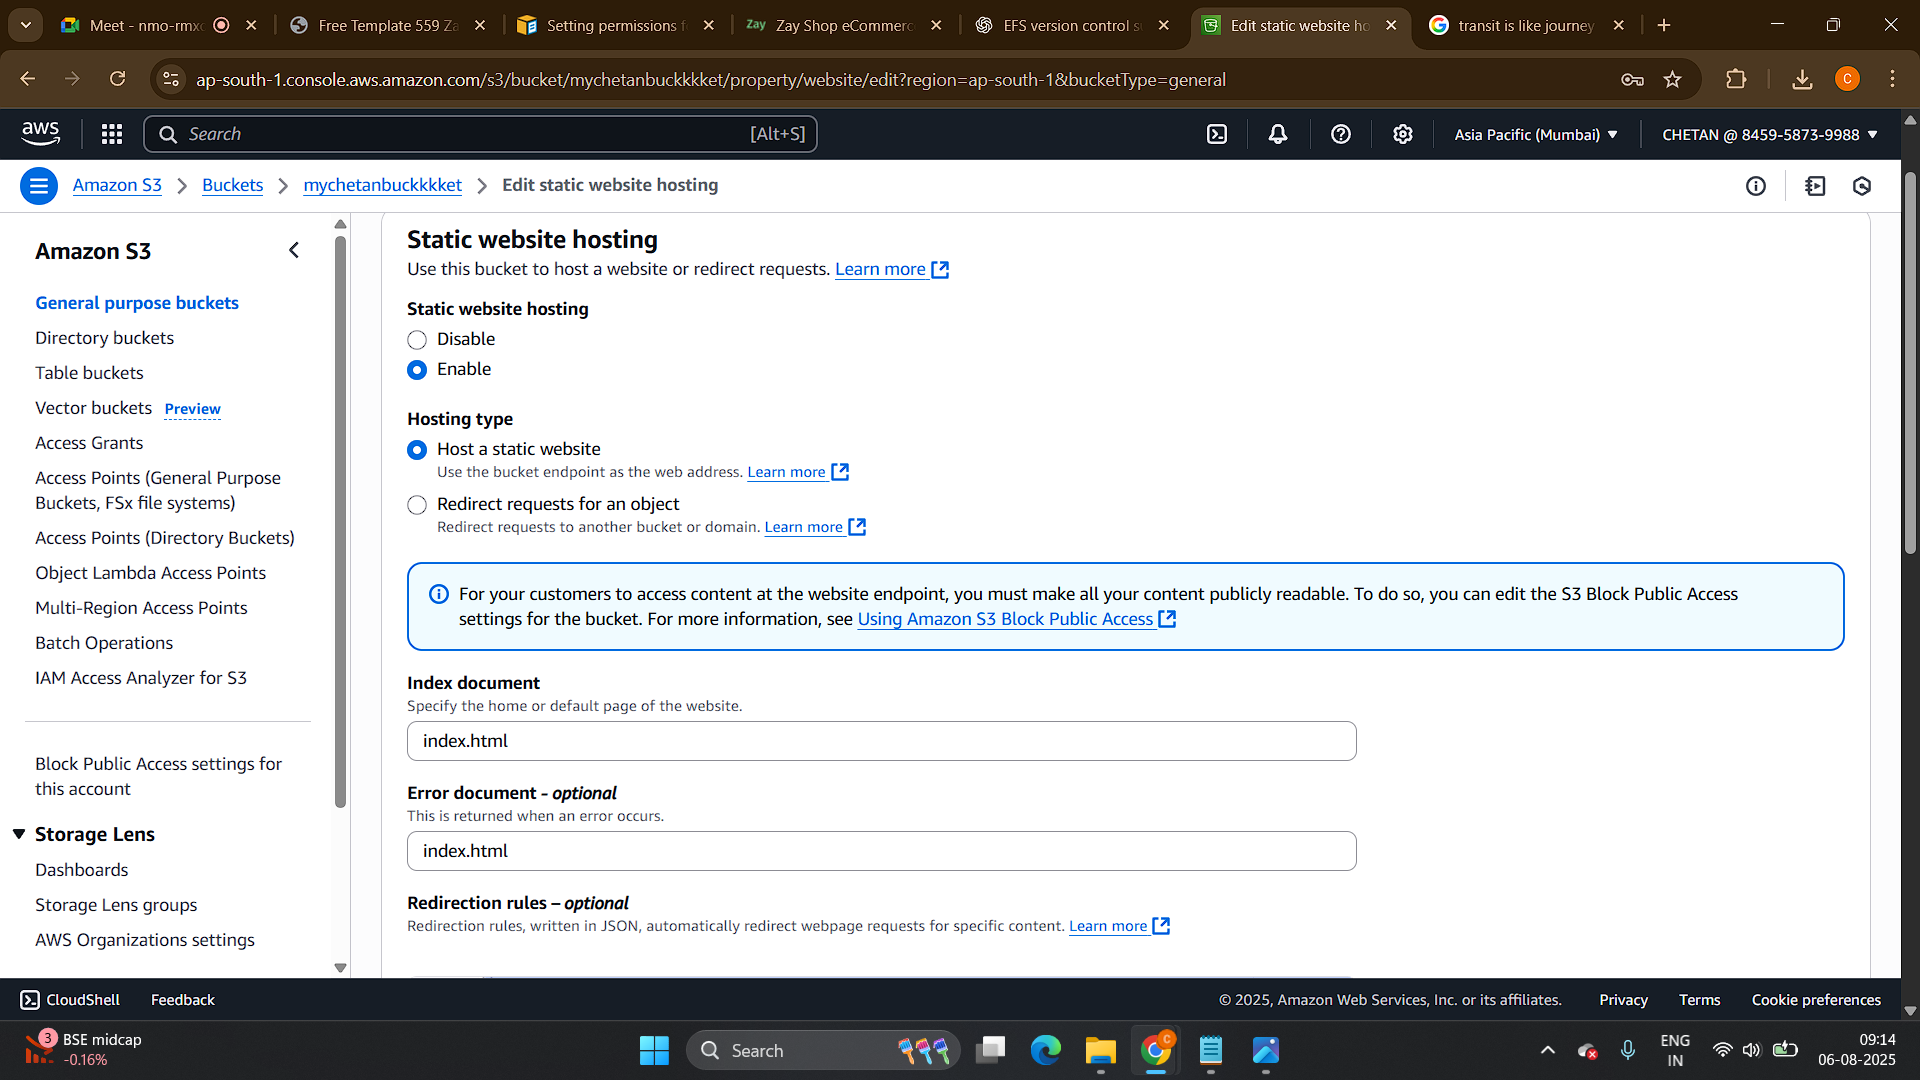 Meet - nmo-rmxc
Free Template 559 Za
Setting permissions f
Zay
Zay Shop eCommerc
EFS version control su
Edit static website ho
transit is like journey
ap-south-1.console.aws.amazon.com/s3/bucket/mychetanbuckkkket/property/website/edit?region=ap-south-1&bucketType=general
C
aws
Search
[Alt+S]
Asia Pacific (Mumbai)
CHETAN @ 8459-5873-9988
Amazon S3
Buckets
mychetanbuckkkket
Edit static website hosting
Amazon S3
General purpose buckets
Directory buckets
Table buckets
Vector buckets Preview
Access Grants
Access Points (General Purpose
Buckets, FSx file systems)
Access Points (Directory Buckets)
Object Lambda Access Points
Multi-Region Access Points
Batch Operations
IAM Access Analyzer for S3
Block Public Access settings for
this account
Storage Lens
Dashboards
Storage Lens groups
AWS Organizations settings
Static website hosting
Use this bucket to host a website or redirect requests. Learn more
Static website hosting
Disable
Enable
Hosting type
Host a static website
Use the bucket endpoint as the web address. Learn more
Redirect requests for an object
Redirect requests to another bucket or domain. Learn more
For your customers to access content at the website endpoint, you must make all your content publicly readable. To do so, you can edit the S3 Block Public Access
settings for the bucket. For more information, see Using Amazon S3 Block Public Access
Index document
Specify the home or default page of the website.
index.html
Error document - optional
This is returned when an error occurs.
index.html
Redirection rules – optional
Redirection rules, written in JSON, automatically redirect webpage requests for specific content. Learn more
CloudShell
Feedback
© 2025, Amazon Web Services, Inc. or its affiliates.
Privacy
Terms
Cookie preferences
3
BSE midcap
-0.16%
Search
C
ENG
IN
09:14
06-08-2025